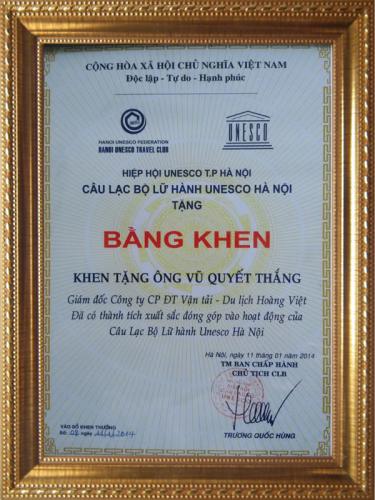 CỘNG HÒA XÃ HỘI CHỦ NGHĨA VIỆT NAM
Độc lập - Tự do - Hạnh phúc
HANOI UNESCO FEDERATION
HANOI UNESCO TRAVEL CLUB
UNESCO
HIỆP HỘI UNESCO T.P HÀ NỘI
CÂU LẠC BỘ LỮ HÀNH UNESCO HÀ NỘI
TẶNG
BẰNG KHEN
KHEN TẶNG ÔNG VŨ QUYẾT THẮNG
Giám đốc Công ty CP ĐT Vận tải - Du lịch Hoàng Việt
Đã có thành tích xuất sắc đóng góp vào hoạt động của
Câu Lạc Bộ Lữ hành Unesco Hà Nội
Hà Nội, ngày 11 tháng 01 năm 2014
TM BAN CHẤP HÀNH
CHỦ TỊCH CLB
VÀO SỔ KHEN THƯỞNG
Số: 08 ngày 11/1/2014
TRƯƠNG QUỐC HÙNG